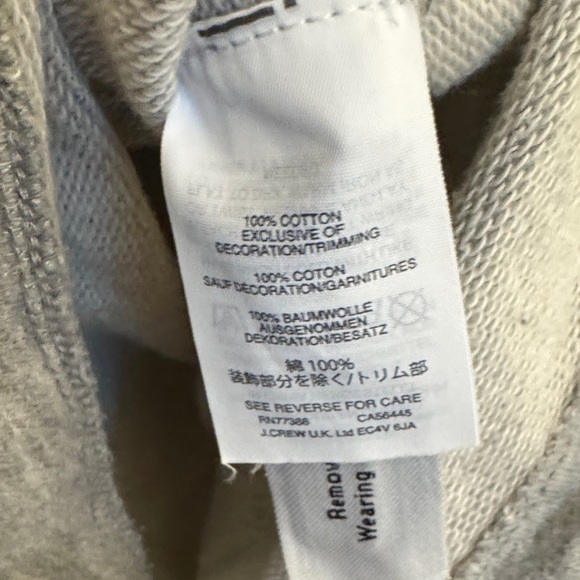 100% COTTON
EXCLUSIVE OF
DECORATION/TRIMMING
100% COTON
SAUF DECORATION/GARNITURES
100% BAUMWOLLE
AUSGENOMMEN
DEKORATION/BESATZ
綿 100%
装飾部分を除く/トリム部
SEE REVERSE FOR CARE
RN77388 CA56445
J.CREW U.K. Ltd EC4V 6JA
Remov
Wearing